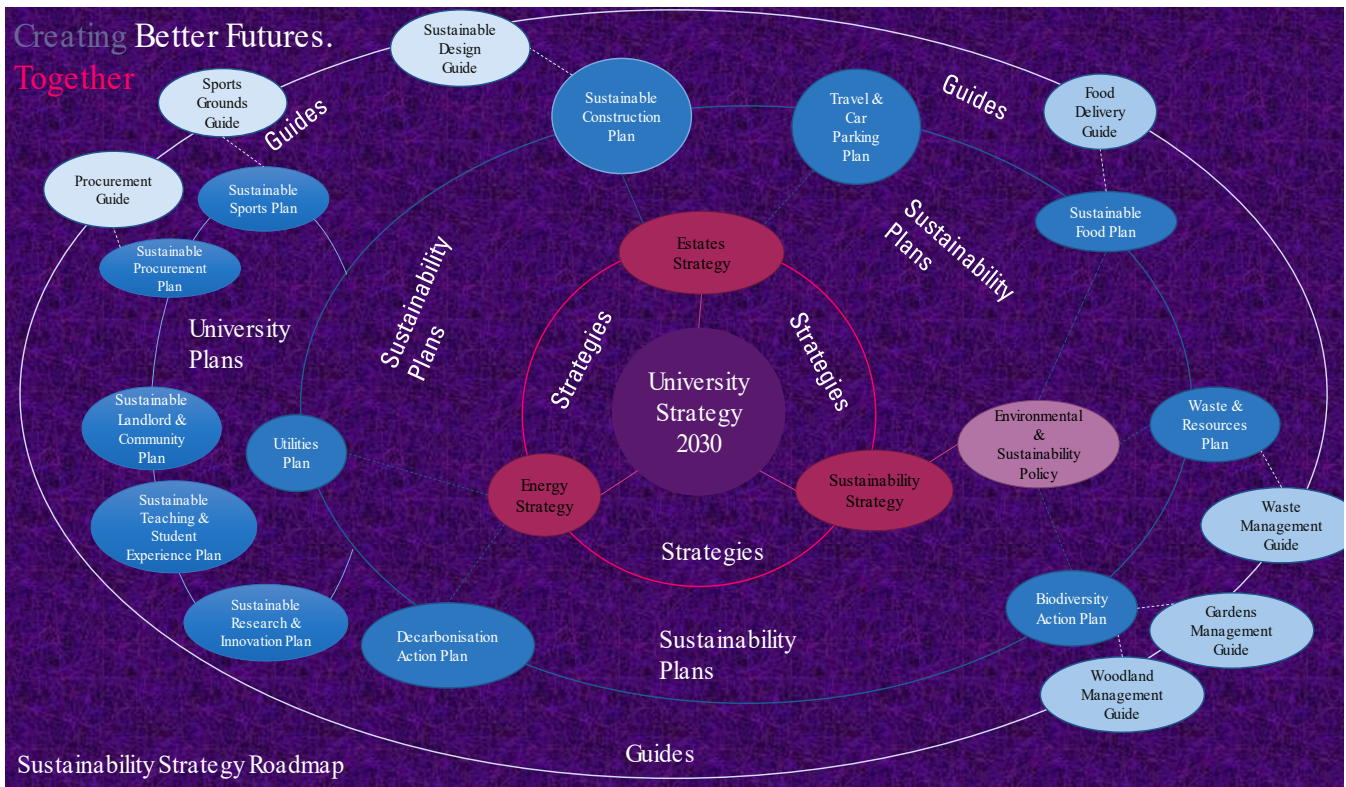 Creating Better Futures.
Together
Sustainable
Design
Guide
Sports
Grounds
Guide
Guides
Procurement
Guide
Sustainable
Sports Plan
Sustainable
Procurement
Plan
University
Plans
Sustainable
Landlord &
Community
Plan
Sustainable
Teaching &
Student
Experience Plan
Sustainable
Research &
Innovation Plan
Sustainable
Construction
Plan
Travel &
Car
Parking
Plan
Guides
Food
Delivery
Guide
Sustainable
Food Plan
Sustainability
Plans
Sustainability
Plans
Estates
Strategy
Strategies
Strategies
University
Strategy
2030
Utilities
Plan
Energy
Strategy
Sustainability
Strategy
Environmental
&
Sustainability
Policy
Waste &
Resources
Plan
Waste
Management
Guide
Strategies
Decarbonisation
Action Plan
Sustainability
Plans
Biodiversity
Action Plan
Gardens
Management
Guide
Woodland
Management
Guide
Guides
Sustainability Strategy Roadmap